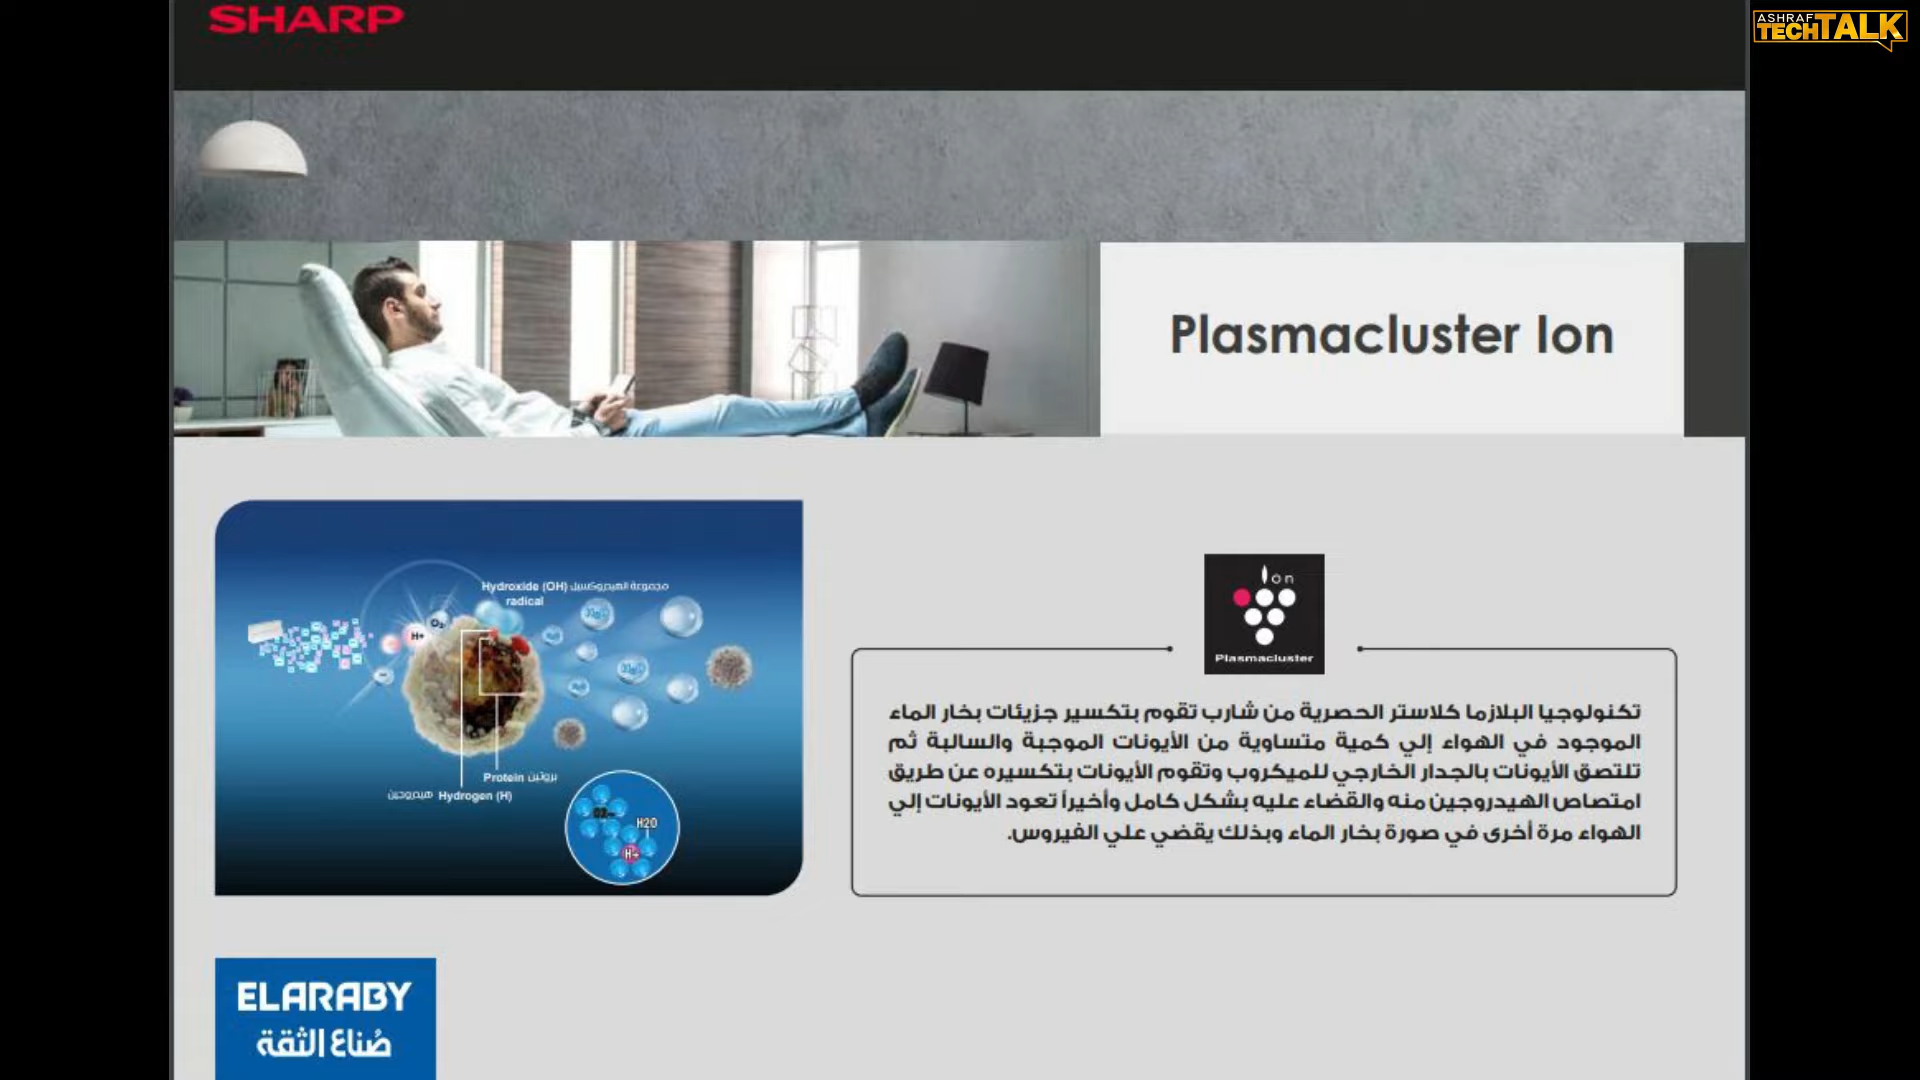 SHARP
ASHRAF
TECHTALK
Plasmacluster Ion
Hydroxide (OH) مجموعة الهيدروكسيل
radical
O₂-
H+
Protein بروتين
Hydrogen (H) هيدروجين
H2O
H+
Ion
Plasmacluster
تكنولوجيا البلازما كلاستر الحصرية من شارب تقوم بتكسير جزيئات بخار الماء
الموجود في الهواء إلي كمية متساوية من الأيونات الموجبة والسالبة ثم
تلتصق الأيونات بالجدار الخارجي للميكروب وتقوم الأيونات بتكسيره عن طريق
امتصاص الهيدروجين منه والقضاء عليه بشكل كامل وأخيراً تعود الأيونات إلي
الهواء مرة أخرى في صورة بخار الماء وبذلك يقضي علي الفيروس.
ELARABY
صُناع الثقة